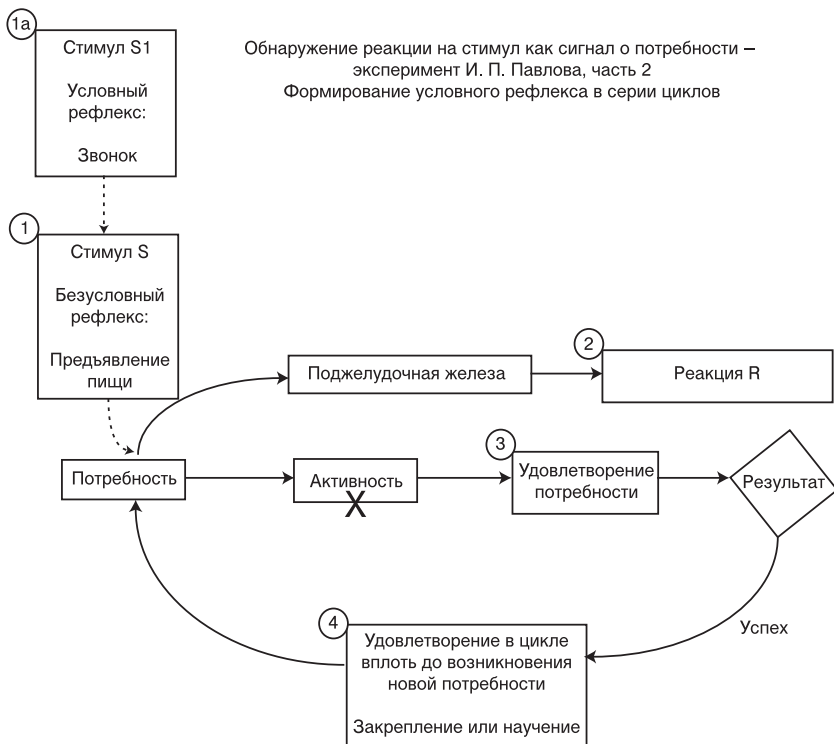 1а
Стимул S1
Условный
рефлекс:
Звонок
Обнаружение реакции на стимул как сигнал о потребности –
эксперимент И. П. Павлова, часть 2
Формирование условного рефлекса в серии циклов
1
Стимул S
Безусловный
рефлекс:
Предъявление
пищи
Поджелудочная железа
2
Реакция R
Потребность
Активность
X
3
Удовлетворение
потребности
Результат
Успех
4
Удовлетворение в цикле
вплоть до возникновения
новой потребности
Закрепление или научение